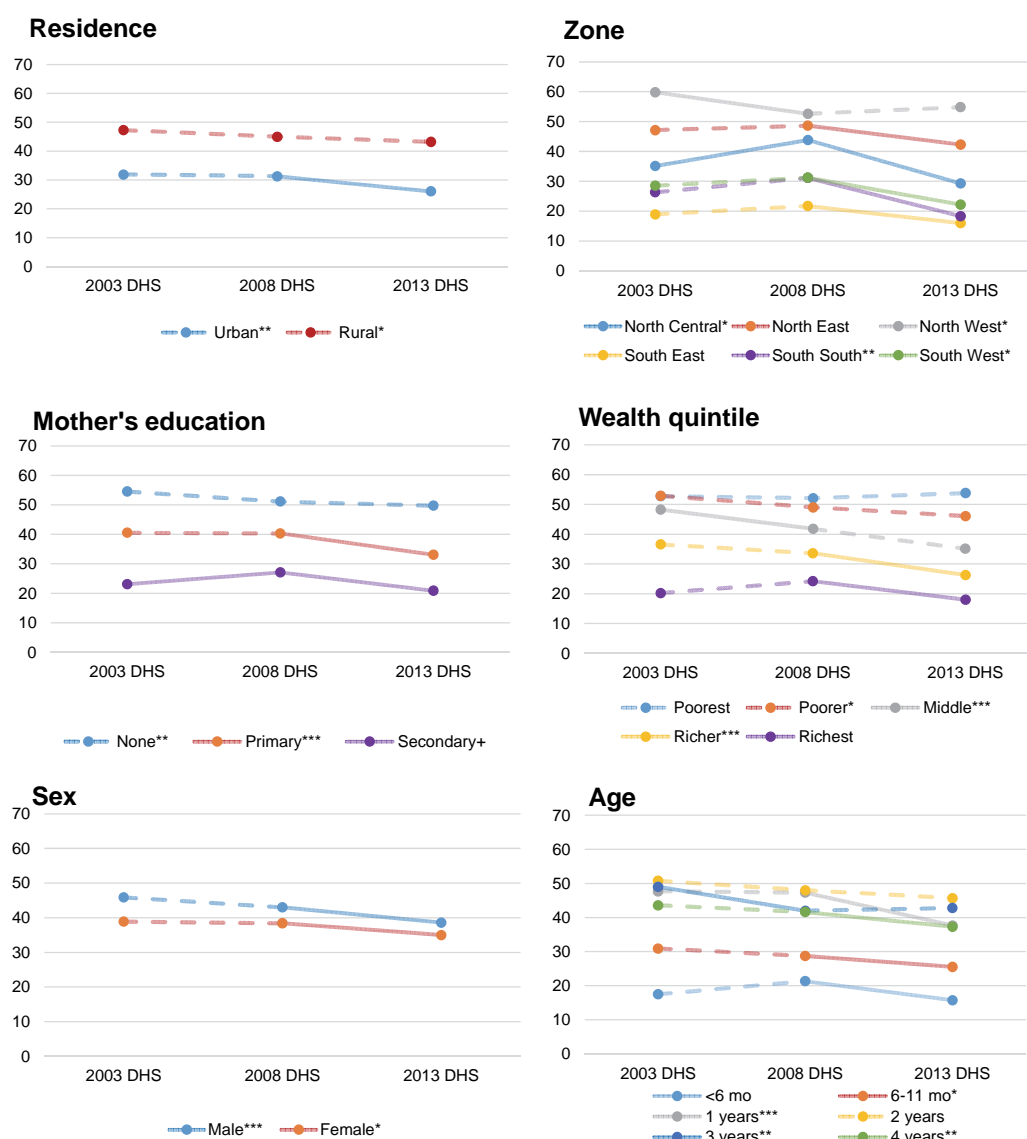 Residence
70
60
50
40
30
20
10
0
2003 DHS 2008 DHS 2013 DHS
Urban** Rural*
Zone
70
60
50
40
30
20
10
0
2003 DHS 2008 DHS 2013 DHS
North Central* North East North West*
South East South South** South West*
Mother's education
70
60
50
40
30
20
10
0
2003 DHS 2008 DHS 2013 DHS
None** Primary*** Secondary+
Wealth quintile
70
60
50
40
30
20
10
0
2003 DHS 2008 DHS 2013 DHS
Poorest Poorer* Middle***
Richer*** Richest
Sex
70
60
50
40
30
20
10
0
2003 DHS 2008 DHS 2013 DHS
Male*** Female*
Age
70
60
50
40
30
20
10
0
2003 DHS 2008 DHS 2013 DHS
<6 mo 6-11 mo*
1 years*** 2 years
3 years** 4 years**